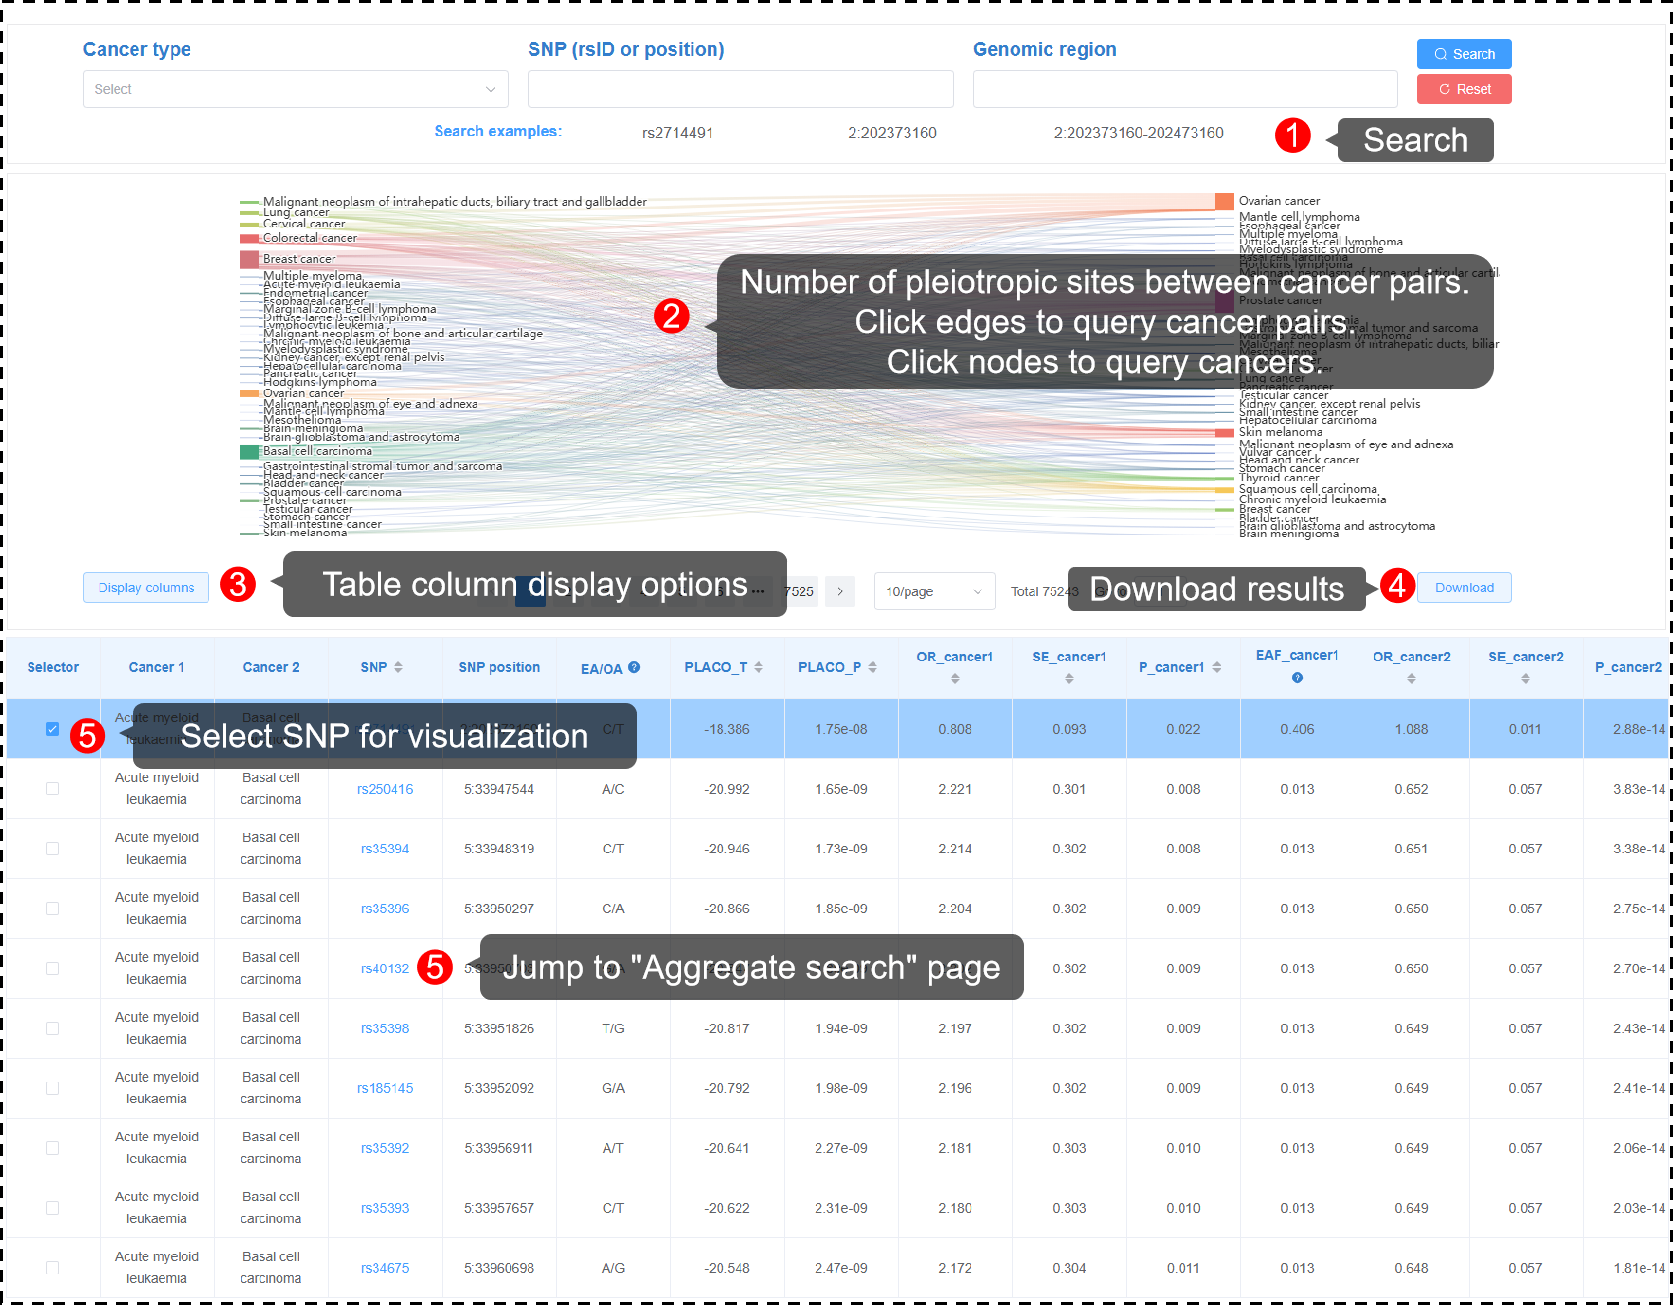 Cancer type
SNP (rsID or position)
Genomic region
Search
Select
Reset
Search examples:
rs2714491
2:202373160
2:202373160-202473160
1
Search
Malignant neoplasm of intrahepatic ducts, biliary tract and gallbladder
Lung cancer
Cervical cancer
Colorectal cancer
Breast cancer
Multiple myeloma
Acute myeloid leukaemia
Endometrial cancer
Esophageal cancer
Marginal zone B-cell lymphoma
Diffuse large B-cell lymphoma
Lymphocytic leukemia
Malignant neoplasm of bone and articular cartilage
Chronic myeloid leukaemia
Myelodysplastic syndrome
Kidney cancer, except renal pelvis
Hepatocellular carcinoma
Pancreatic cancer
Hodgkins lymphoma
Ovarian cancer
Malignant neoplasm of eye and adnexa
Mantle cell lymphoma
Mesothelioma
Brain meningioma
Brain glioblastoma and astrocytoma
Basal cell carcinoma
Gastrointestinal stromal tumor and sarcoma
Head and neck cancer
Bladder cancer
Squamous cell carcinoma
Prostate cancer
Testicular cancer
Stomach cancer
Small intestine cancer
Skin melanoma
Ovarian cancer
Mantle cell lymphoma
Esophageal cancer
Multiple myeloma
Diffuse large B-cell lymphoma
Myelodysplastic syndrome
Basal cell carcinoma
Hodgkins lymphoma
Malignant neoplasm of bone and articular cartil
Prostate cancer
stromal tumor and sarcoma
Marginal zone B-cell lymphoma
Malignant neoplasm of intrahepatic ducts, biliar
Mesothelioma
Lung cancer
Pancreatic cancer
Testicular cancer
Kidney cancer, except renal pelvis
Small intestine cancer
Hepatocellular carcinoma
Skin melanoma
Malignant neoplasm of eye and adnexa
Vulvar cancer
Head and neck cancer
Stomach cancer
Thyroid cancer
Squamous cell carcinoma
Chronic myeloid leukaemia
Breast cancer
Bladder cancer
Brain glioblastoma and astrocytoma
Brain meningioma
2
Number of pleiotropic sites between cancer pairs.
Click edges to query cancer pairs.
Click nodes to query cancers.
Display columns
3
Table column display options
7525
10/page
Total 75243
Download results
4
Download
Selector Cancer 1 Cancer 2 SNP SNP position EA/OA PLACO_T PLACO_P OR_cancer1 SE_cancer1 P_cancer1 EAF_cancer1 OR_cancer2 SE_cancer2 P_cancer2
5
Select SNP for visualization
Acute myeloid Basal cell C/T -18.386 1.75e-08 0.808 0.093 0.022 0.406 1.088 0.011 2.88e-14
Acute myeloid leukaemia Basal cell carcinoma rs250416 5:33947544 A/C -20.992 1.65e-09 2.221 0.301 0.008 0.013 0.652 0.057 3.83e-14
Acute myeloid leukaemia Basal cell carcinoma rs35394 5:33948319 C/T -20.946 1.73e-09 2.214 0.302 0.008 0.013 0.651 0.057 3.38e-14
Acute myeloid leukaemia Basal cell carcinoma rs35396 5:33950297 C/A -20.866 1.85e-09 2.204 0.302 0.009 0.013 0.650 0.057 2.75e-14
Acute myeloid leukaemia Basal cell carcinoma rs40132 0.302 0.009 0.013 0.650 0.057 2.70e-14
5
Jump to "Aggregate search" page
Acute myeloid leukaemia Basal cell carcinoma rs35398 5:33951826 T/G -20.817 1.94e-09 2.197 0.302 0.009 0.013 0.649 0.057 2.43e-14
Acute myeloid leukaemia Basal cell carcinoma rs185145 5:33952092 G/A -20.792 1.98e-09 2.196 0.302 0.009 0.013 0.649 0.057 2.41e-14
Acute myeloid leukaemia Basal cell carcinoma rs35392 5:33956911 A/T -20.641 2.27e-09 2.181 0.303 0.010 0.013 0.649 0.057 2.06e-14
Acute myeloid leukaemia Basal cell carcinoma rs35393 5:33957657 C/T -20.622 2.31e-09 2.180 0.303 0.010 0.013 0.649 0.057 2.03e-14
Acute myeloid leukaemia Basal cell carcinoma rs34675 5:33960698 A/G -20.548 2.47e-09 2.172 0.304 0.011 0.013 0.648 0.057 1.81e-14